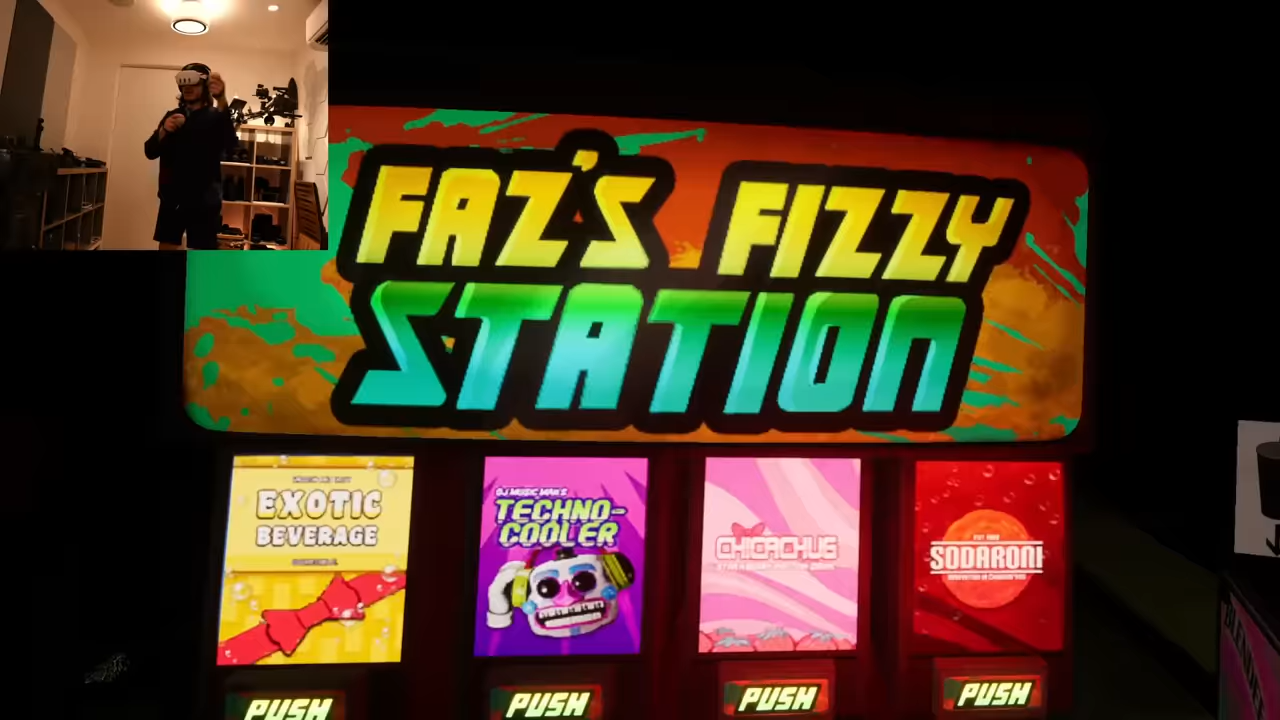 FAZ'S FIZZY
STATION
EXOTIC
BEVERAGE
DJ MUSIC MAN'S
TECHNO-
COOLER
CHICACHUG
SODARONI
PUSH
PUSH
PUSH
PUSH